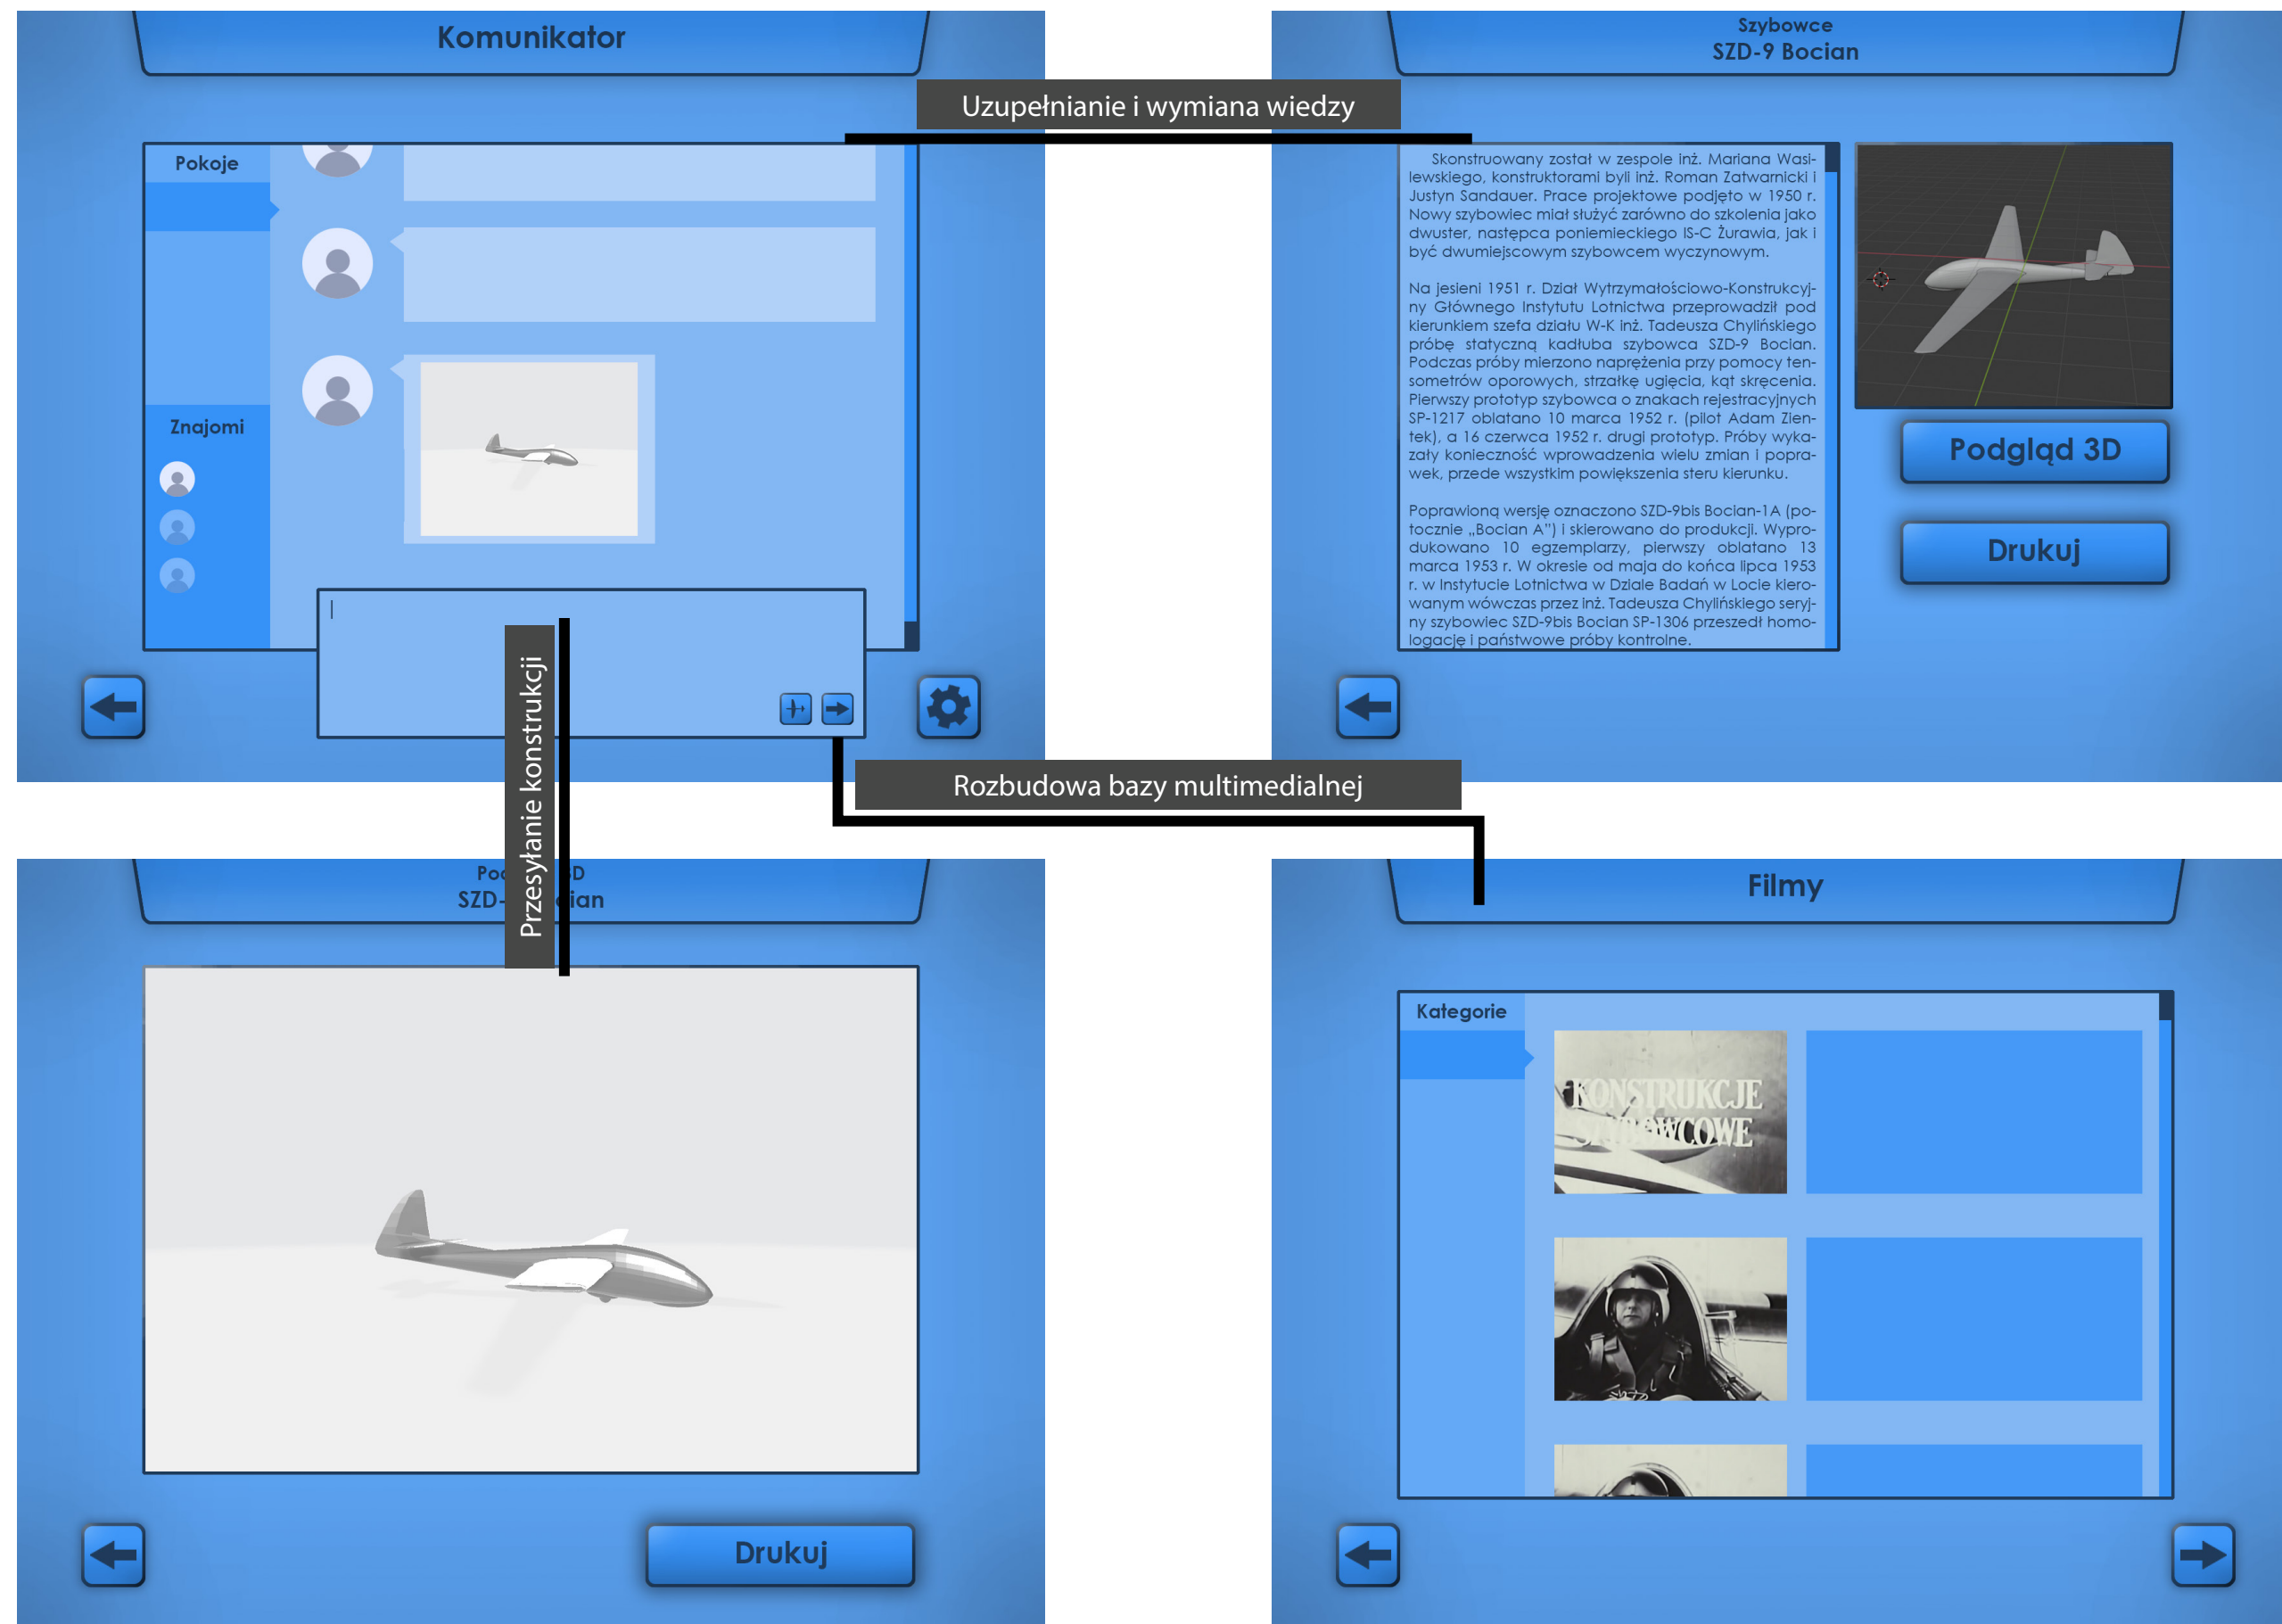 Komunikator
Pokoje
Znajomi
Uzupełnianie i wymiana wiedzy
Szybowce
SZD-9 Bocian
Skonstruowany został w zespole inż. Mariana Wasi-
lewskiego, konstruktorami byli inż. Roman Zatwarnicki i
Justyn Sandauer. Prace projektowe podjęto w 1950 r.
Nowy szybowiec miał służyć zarówno do szkolenia jako
dwuster, następca poniemieckiego IS-C Żurawia, jak i
być dwumiejscowym szybowcem wyczynowym.
Na jesieni 1951 r. Dział Wytrzymałościowo-Konstrukcyj-
ny Głównego Instytutu Lotnictwa przeprowadził pod
kierunkiem szefa działu W-K inż. Tadeusza Chylińskiego
próbę statyczną kadłuba szybowca SZD-9 Bocian.
Podczas próby mierzono naprężenia przy pomocy ten-
sometrów oporowych, strzałkę ugięcia, kąt skręcenia.
Pierwszy prototyp szybowca o znakach rejestracyjnych
SP-1217 oblatano 10 marca 1952 r. (pilot Adam Zien-
tek), a 16 czerwca 1952 r. drugi prototyp. Próby wyka-
zały konieczność wprowadzenia wielu zmian i popra-
wek, przede wszystkim powiększenia steru kierunku.
Poprawioną wersję oznaczono SZD-9bis Bocian-1A (po-
tocznie „Bocian A”) i skierowano do produkcji. Wypro-
dukowano 10 egzemplarzy, pierwszy oblatano 13
marca 1953 r. W okresie od maja do końca lipca 1953
r. w Instytucie Lotnictwa w Dziale Badań w Locie kiero-
wanym wówczas przez inż. Tadeusza Chylińskiego seryj-
ny szybowiec SZD-9bis Bocian SP-1306 przeszedł homo-
logację i państwowe próby kontrolne.
Podgląd 3D
Drukuj
Przesyłanie konstrukcji
Rozbudowa bazy multimedialnej
Drukuj
Filmy
Kategorie
KONSTRUKCJE
SZYBOWCOWE